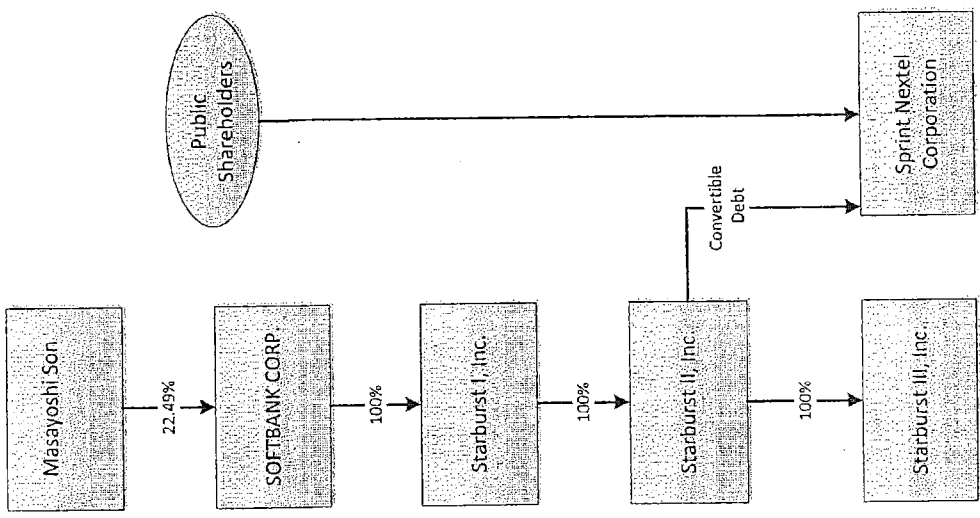 Masayoshi Son
22.49%
SOFTBANK CORP.
100%
Starburst I, Inc.
100%
Starburst II, Inc.
100%
Starburst III, Inc.
Convertible
Debt
Public
Shareholders
Sprint Nextel
Corporation